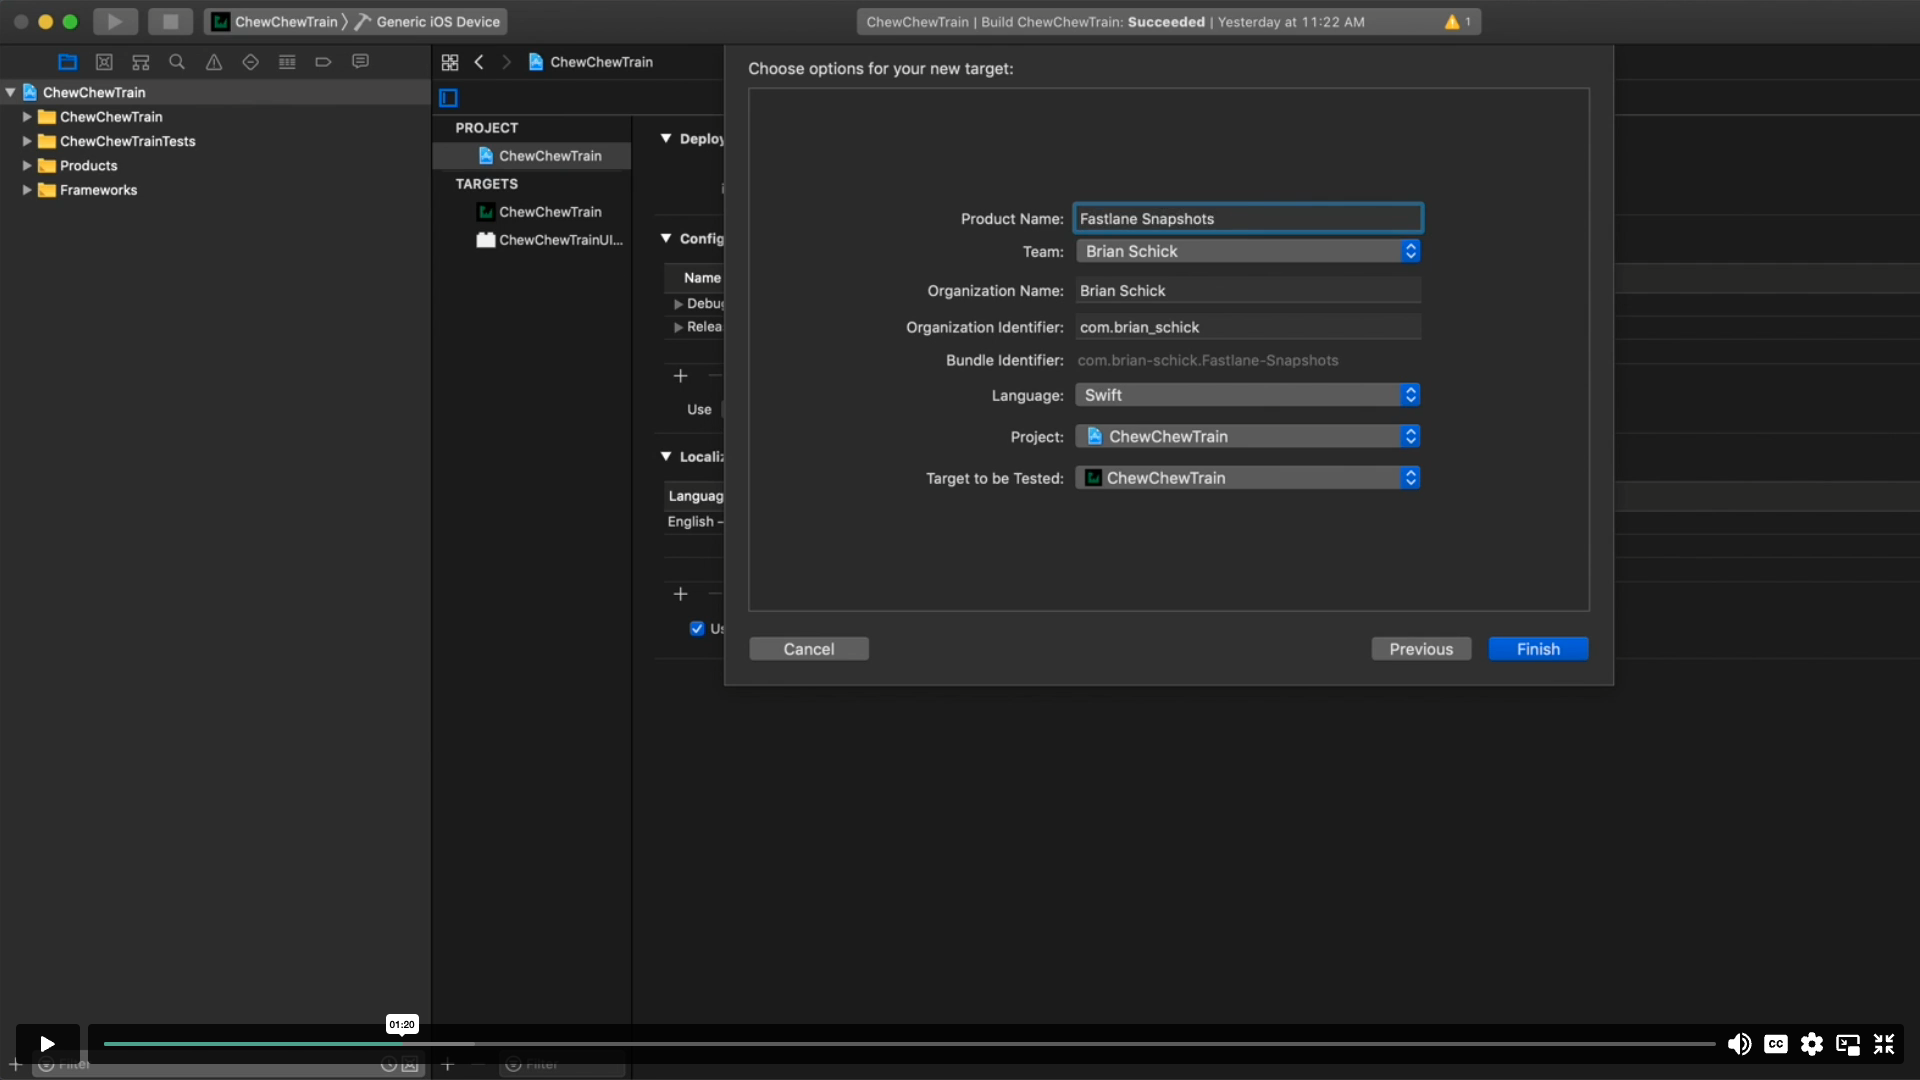 ChewChewTrain
Generic iOS Device
ChewChewTrain | Build ChewChewTrain: Succeeded | Yesterday at 11:22 AM
1
ChewChewTrain
ChewChewTrain
ChewChewTrain
ChewChewTrainTests
Products
Frameworks
PROJECT
ChewChewTrain
TARGETS
ChewChewTrain
ChewChewTrainUI...
Deploy
Config
Name
Debug
Relea
Use
Localiz
Languag
English –
Us
Choose options for your new target:
Product Name: Fastlane Snapshots
Team: Brian Schick
Organization Name: Brian Schick
Organization Identifier: com.brian_schick
Bundle Identifier: com.brian-schick.Fastlane-Snapshots
Language: Swift
Project: ChewChewTrain
Target to be Tested: ChewChewTrain
Cancel
Previous
Finish
01:20
CC
Filter
Filter